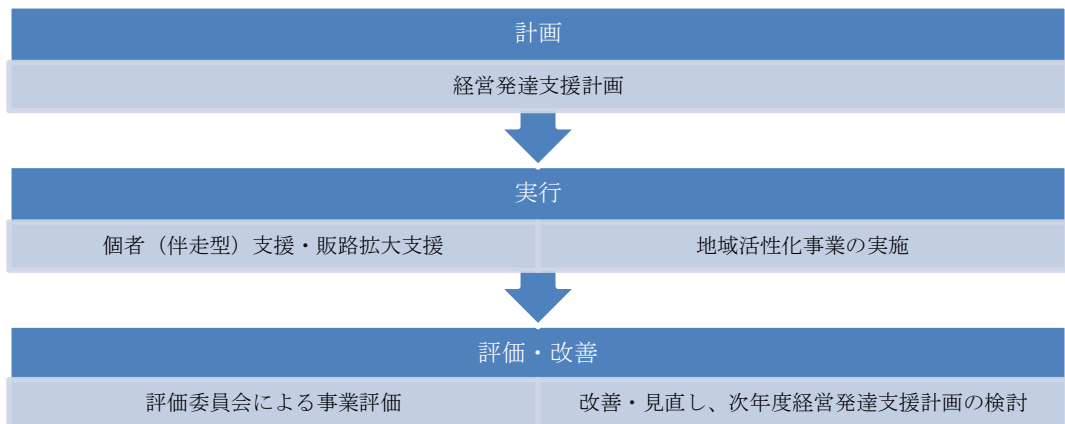 計画
経営発達支援計画
実行
個者（伴走型）支援・販路拡大支援
地域活性化事業の実施
評価・改善
評価委員会による事業評価
改善・見直し、次年度経営発達支援計画の検討